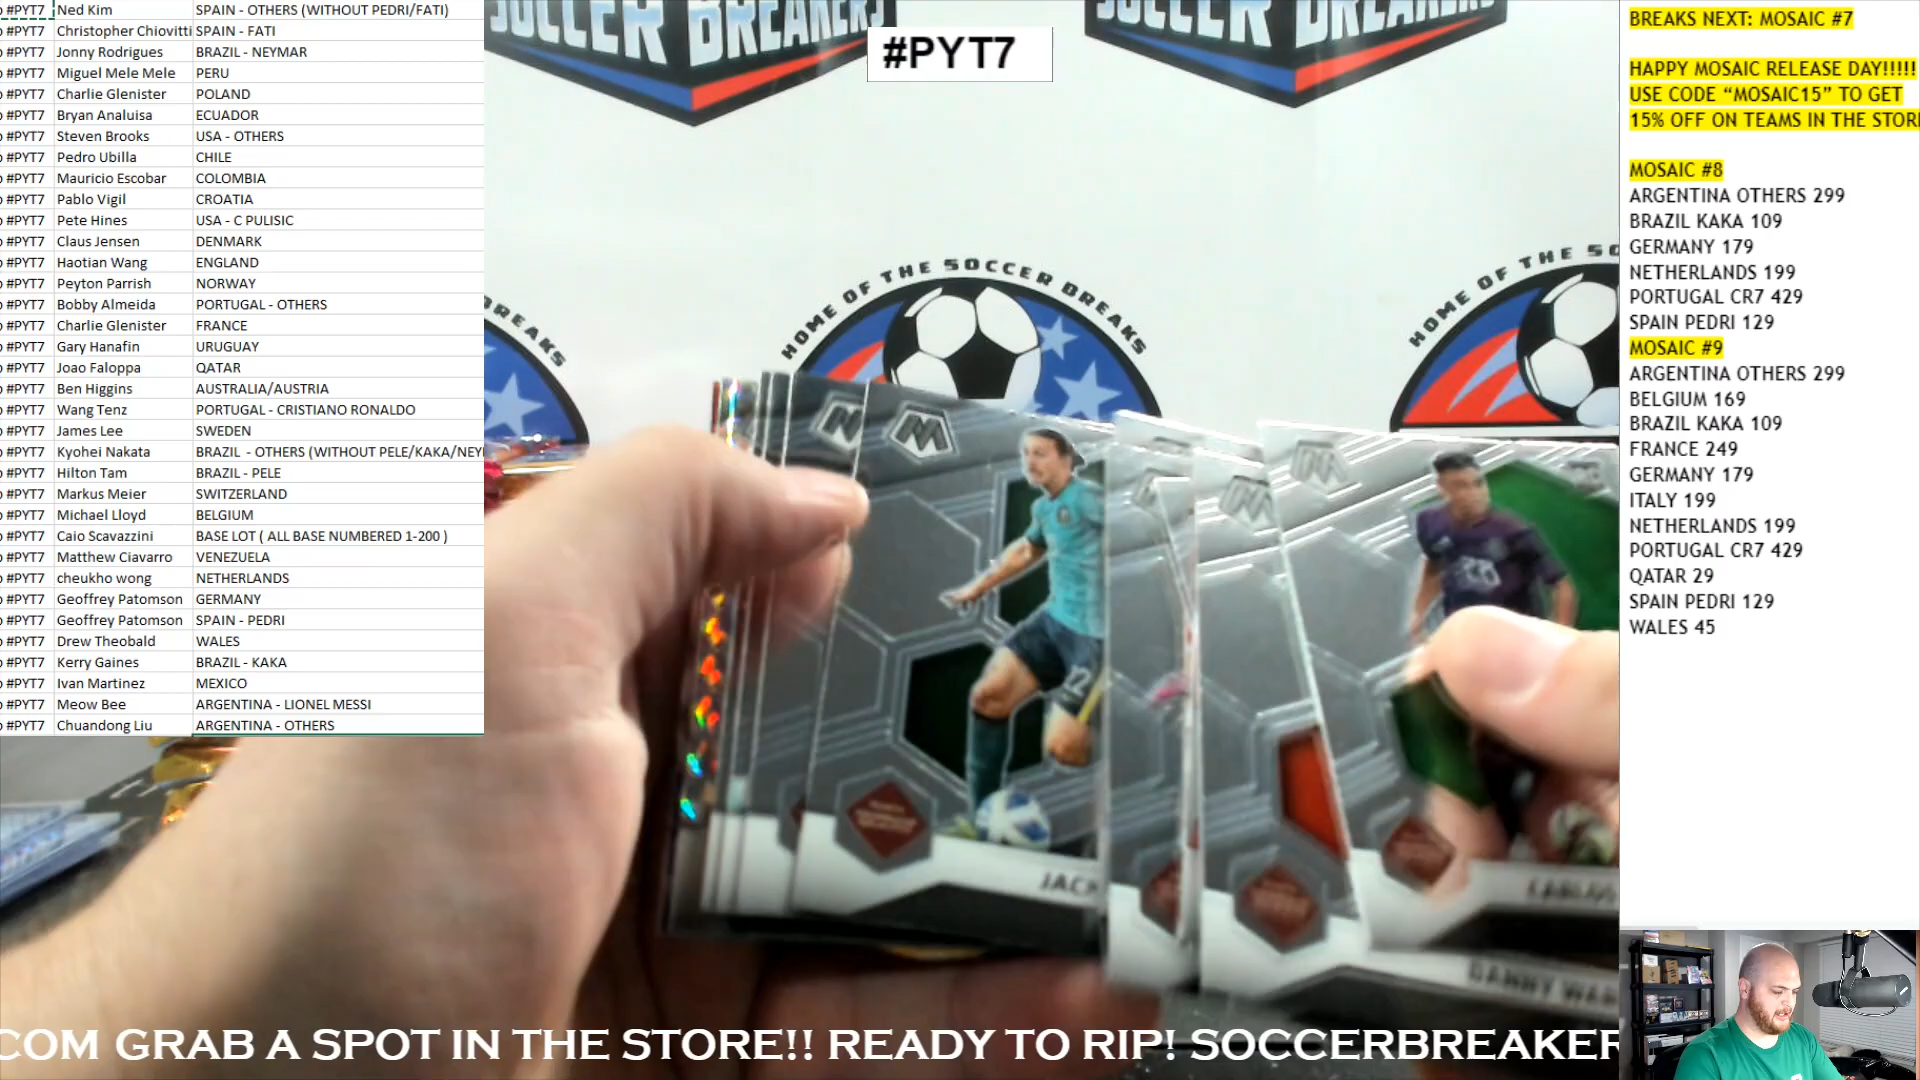 #PYT7 Ned Kim SPAIN - OTHERS (WITHOUT PEDRI/FATI)
#PYT7 Christopher Chiovitti SPAIN - FATI
#PYT7 Jonny Rodrigues BRAZIL - NEYMAR
#PYT7 Miguel Mele Mele PERU
#PYT7 Charlie Glenister POLAND
#PYT7 Bryan Analuisa ECUADOR
#PYT7 Steven Brooks USA - OTHERS
#PYT7 Pedro Ubilla CHILE
#PYT7 Mauricio Escobar COLOMBIA
#PYT7 Pablo Vigil CROATIA
#PYT7 Pete Hines USA - C PULISIC
#PYT7 Claus Jensen DENMARK
#PYT7 Haotian Wang ENGLAND
#PYT7 Peyton Parrish NORWAY
#PYT7 Bobby Almeida PORTUGAL - OTHERS
#PYT7 Charlie Glenister FRANCE
#PYT7 Gary Hanafin URUGUAY
#PYT7 Joao Faloppa QATAR
#PYT7 Ben Higgins AUSTRALIA/AUSTRIA
#PYT7 Wang Tenz PORTUGAL - CRISTIANO RONALDO
#PYT7 James Lee SWEDEN
#PYT7 Kyohei Nakata BRAZIL - OTHERS (WITHOUT PELE/KAKA/NEY
#PYT7 Hilton Tam BRAZIL - PELE
#PYT7 Markus Meier SWITZERLAND
#PYT7 Michael Lloyd BELGIUM
#PYT7 Caio Scavazzini BASE LOT ( ALL BASE NUMBERED 1-200 )
#PYT7 Matthew Ciavarro VENEZUELA
#PYT7 cheukho wong NETHERLANDS
#PYT7 Geoffrey Patomson GERMANY
#PYT7 Geoffrey Patomson SPAIN - PEDRI
#PYT7 Drew Theobald WALES
#PYT7 Kerry Gaines BRAZIL - KAKA
#PYT7 Ivan Martinez MEXICO
#PYT7 Meow Bee ARGENTINA - LIONEL MESSI
#PYT7 Chuandong Liu ARGENTINA - OTHERS
SOCCER BREAKERS
SOCCER BREAKERS
#PYT7
BREAKS
HOME OF THE SOCCER BREAKS
HOME OF THE SO
JACK
CARLOS
DANNY
BREAKS NEXT: MOSAIC #7
HAPPY MOSAIC RELEASE DAY!!!!!
USE CODE “MOSAIC15” TO GET
15% OFF ON TEAMS IN THE STORE
MOSAIC #8
ARGENTINA OTHERS 299
BRAZIL KAKA 109
GERMANY 179
NETHERLANDS 199
PORTUGAL CR7 429
SPAIN PEDRI 129
MOSAIC #9
ARGENTINA OTHERS 299
BELGIUM 169
BRAZIL KAKA 109
FRANCE 249
GERMANY 179
ITALY 199
NETHERLANDS 199
PORTUGAL CR7 429
QATAR 29
SPAIN PEDRI 129
WALES 45
COM GRAB A SPOT IN THE STORE!! READY TO RIP! SOCCERBREAKER